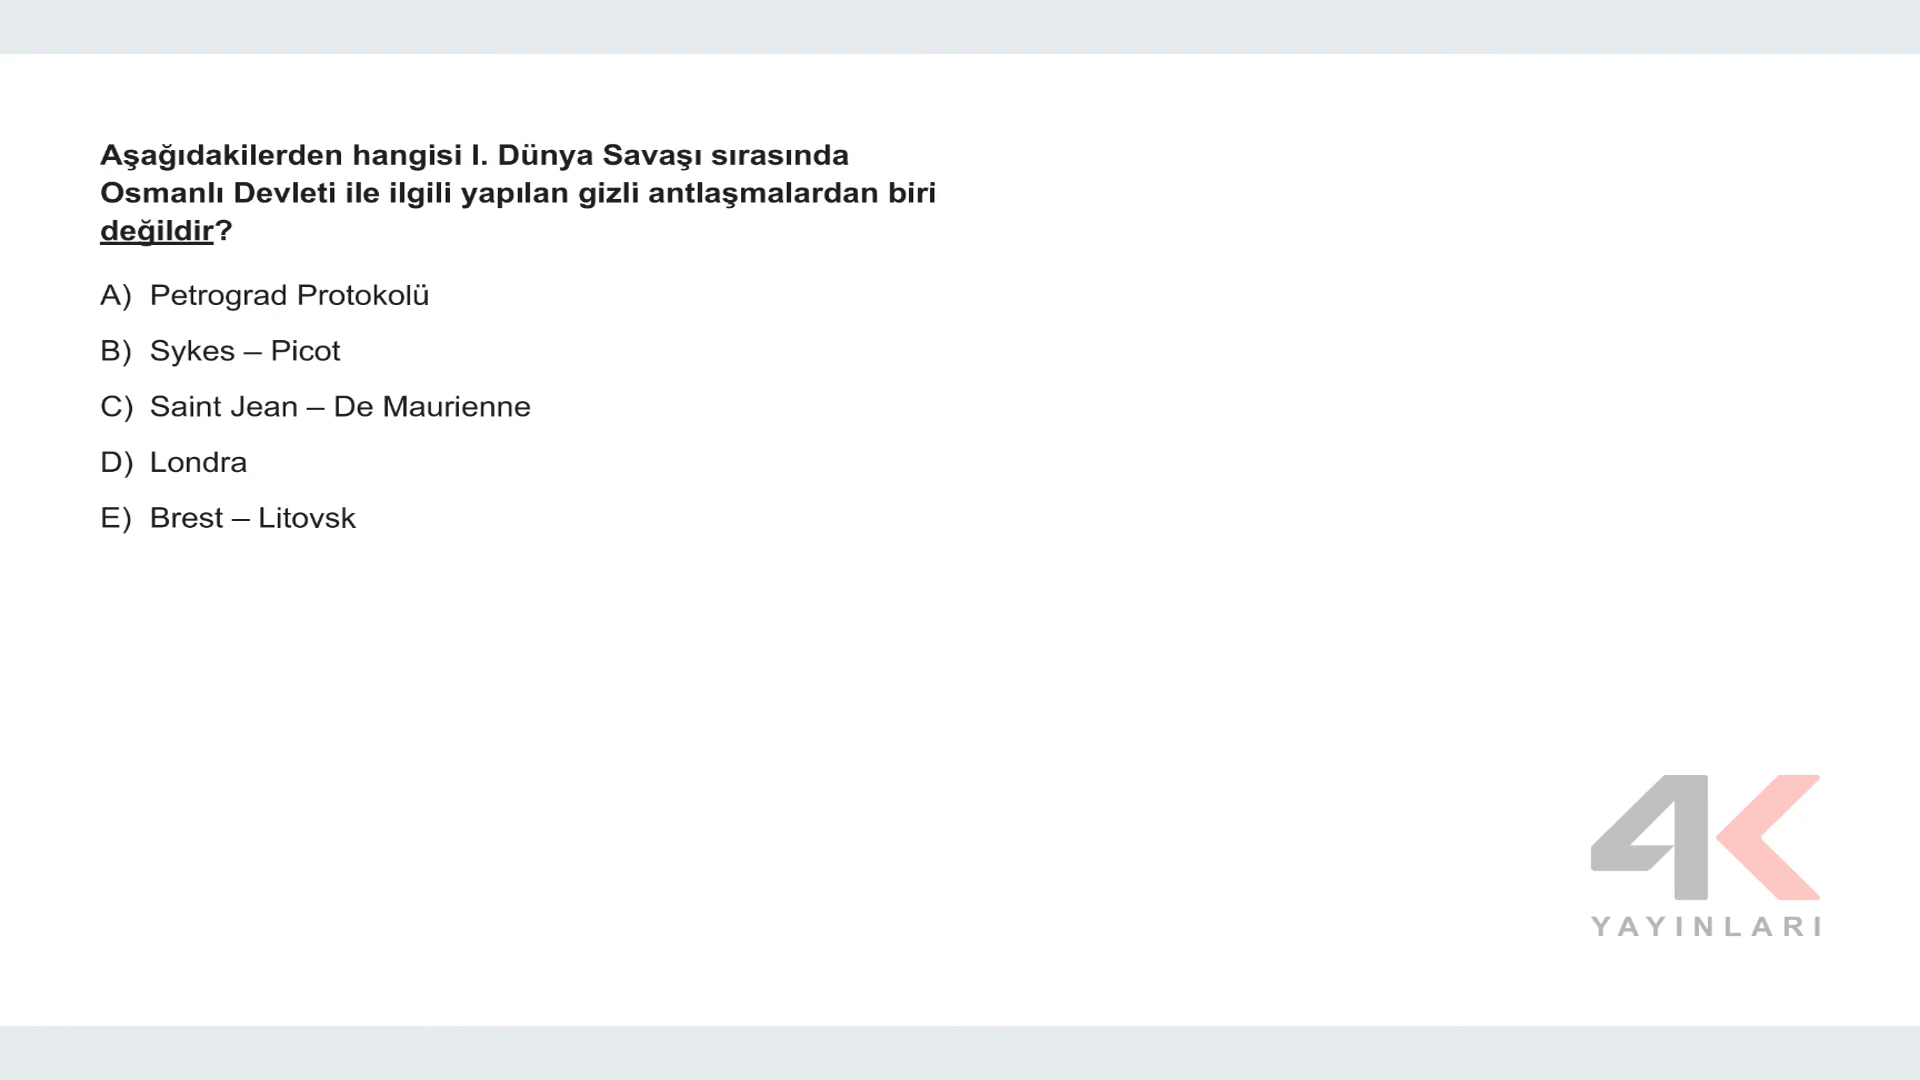 Aşağıdakilerden hangisi I. Dünya Savaşı sırasında
Osmanlı Devleti ile ilgili yapılan gizli antlaşmalardan biri
değildir?
A) Petrograd Protokolü
B) Sykes – Picot
C) Saint Jean – De Maurienne
D) Londra
E) Brest – Litovsk
4K
YAYINLARI